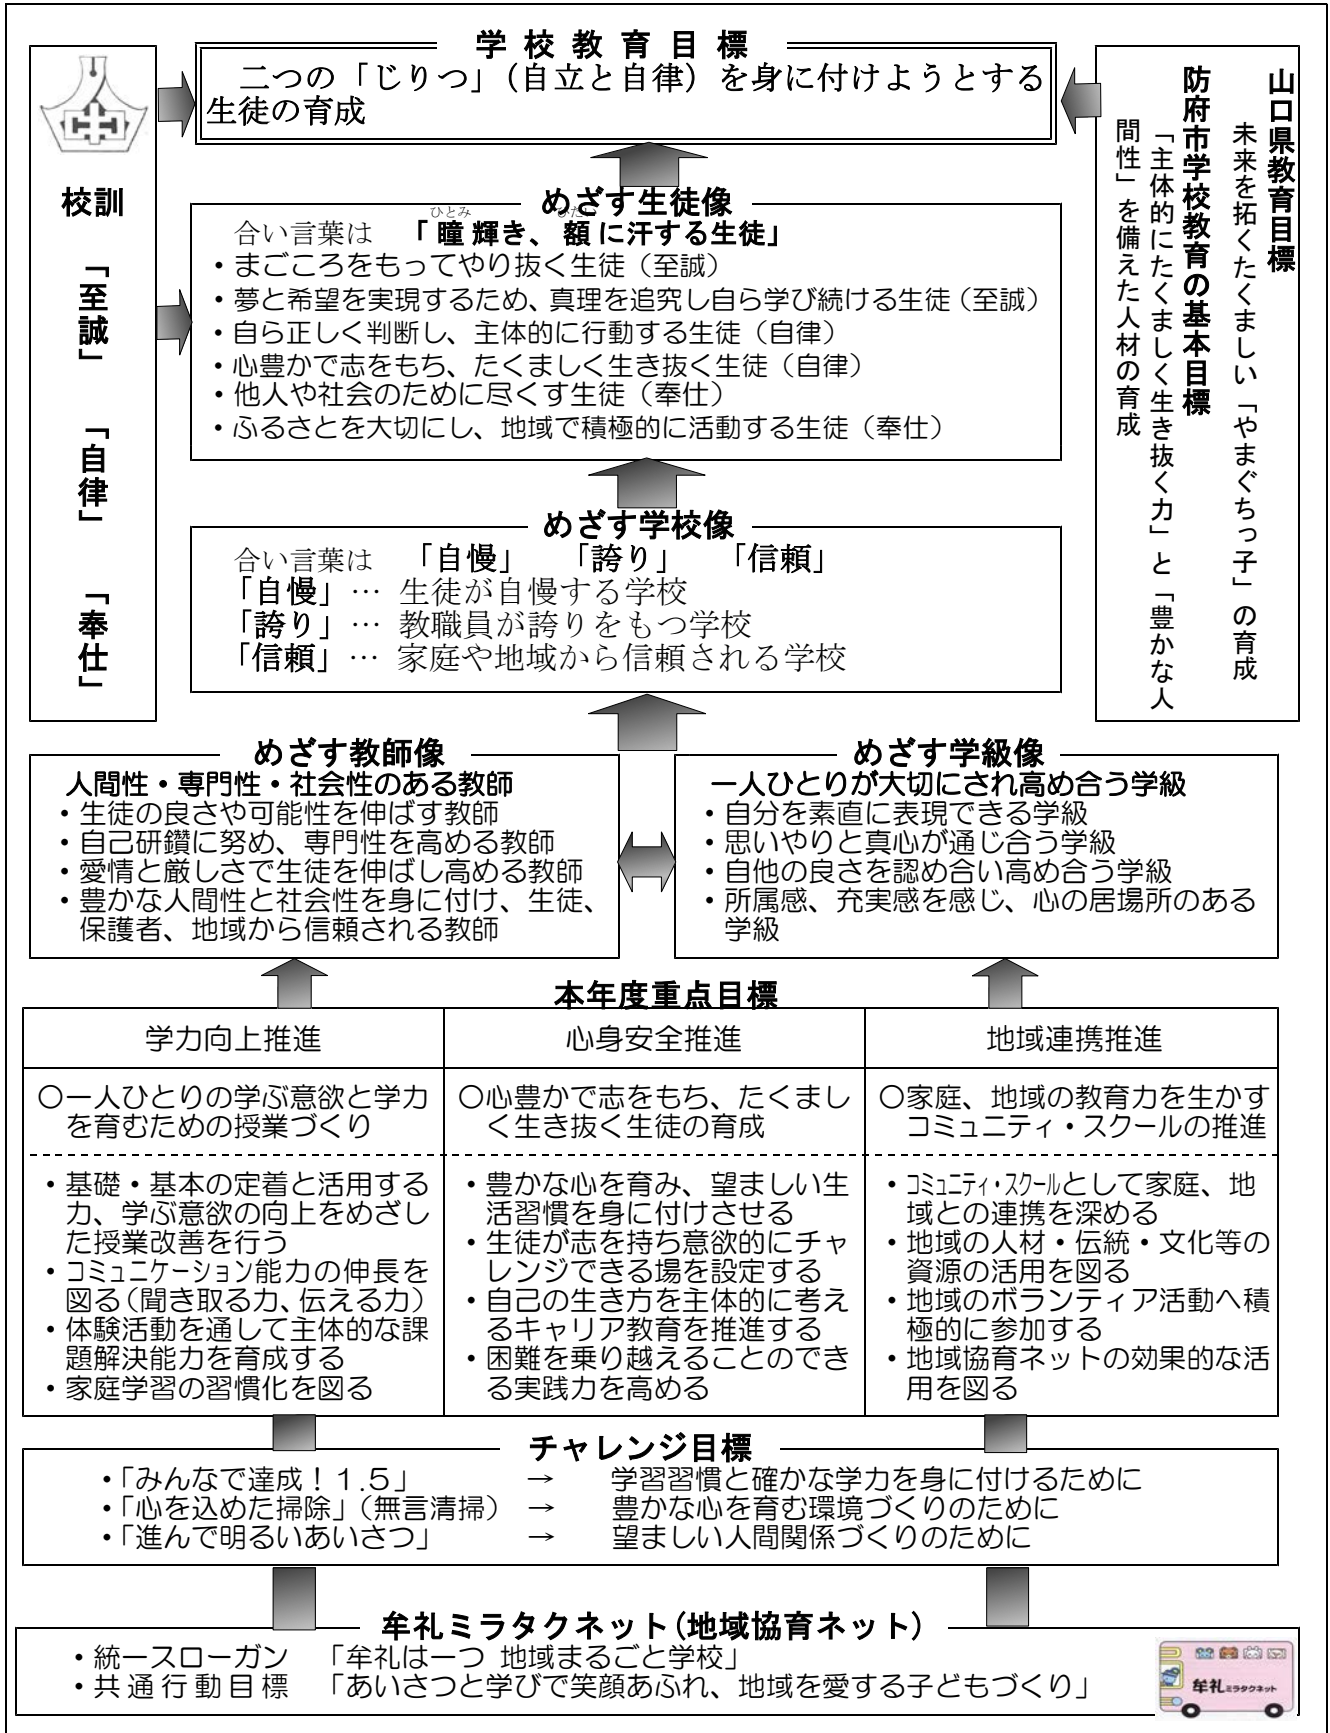 学校教育目標
二つの「じりつ」(自立と自律)を身に付けようとする
生徒の育成
校訓
「至誠」
「自律」
「奉仕」
山口県教育目標
未来を拓くたくましい「やまぐちっ子」の育成
防府市学校教育の基本目標
「主体的にたくましく生き抜く力」と「豊かな人
間性」を備えた人材の育成
めざす生徒像
ひとみ ひたい
合い言葉は 「瞳輝き、額に汗する生徒」
・まごころをもってやり抜く生徒(至誠)
・夢と希望を実現するため、真理を追究し自ら学び続ける生徒(至誠)
・自ら正しく判断し、主体的に行動する生徒(自律)
・心豊かで志をもち、たくましく生き抜く生徒(自律)
・他人や社会のために尽くす生徒(奉仕)
・ふるさとを大切にし、地域で積極的に活動する生徒(奉仕)
めざす学校像
合い言葉は 「自慢」 「誇り」 「信頼」
「自慢」… 生徒が自慢する学校
「誇り」… 教職員が誇りをもつ学校
「信頼」… 家庭や地域から信頼される学校
めざす教師像
人間性・専門性・社会性のある教師
・生徒の良さや可能性を伸ばす教師
・自己研鑽に努め、専門性を高める教師
・愛情と厳しさで生徒を伸ばし高める教師
・豊かな人間性と社会性を身に付け、生徒、
保護者、地域から信頼される教師
めざす学級像
一人ひとりが大切にされ高め合う学級
・自分を素直に表現できる学級
・思いやりと真心が通じ合う学級
・自他の良さを認め合い高め合う学級
・所属感、充実感を感じ、心の居場所のある
学級
本年度重点目標
学力向上推進
〇一人ひとりの学ぶ意欲と学力
を育むための授業づくり
・基礎・基本の定着と活用する
力、学ぶ意欲の向上をめざし
た授業改善を行う
・コミュニケーション能力の伸長を
図る(聞き取る力、伝える力)
・体験活動を通して主体的な課
題解決能力を育成する
・家庭学習の習慣化を図る
心身安全推進
〇心豊かで志をもち、たくまし
く生き抜く生徒の育成
・豊かな心を育み、望ましい生
活習慣を身に付けさせる
・生徒が志を持ち意欲的にチャ
レンジできる場を設定する
・自己の生き方を主体的に考え
るキャリア教育を推進する
・困難を乗り越えることのでき
る実践力を高める
地域連携推進
〇家庭、地域の教育力を生かす
コミュニティ・スクールの推進
・コミュニティ・スクールとして家庭、地
域との連携を深める
・地域の人材・伝統・文化等の
資源の活用を図る
・地域のボランティア活動へ積
極的に参加する
・地域協育ネットの効果的な活
用を図る
チャレンジ目標
・「みんなで達成!1.5」 → 学習習慣と確かな学力を身に付けるために
・「心を込めた掃除」(無言清掃) → 豊かな心を育む環境づくりのために
・「進んで明るいあいさつ」 → 望ましい人間関係づくりのために
牟礼ミラタクネット(地域協育ネット)
・統一スローガン 「牟礼は一つ 地域まるごと学校」
・共通行動目標 「あいさつと学びで笑顔あふれ、地域を愛する子どもづくり」
牟礼ミラタクネット